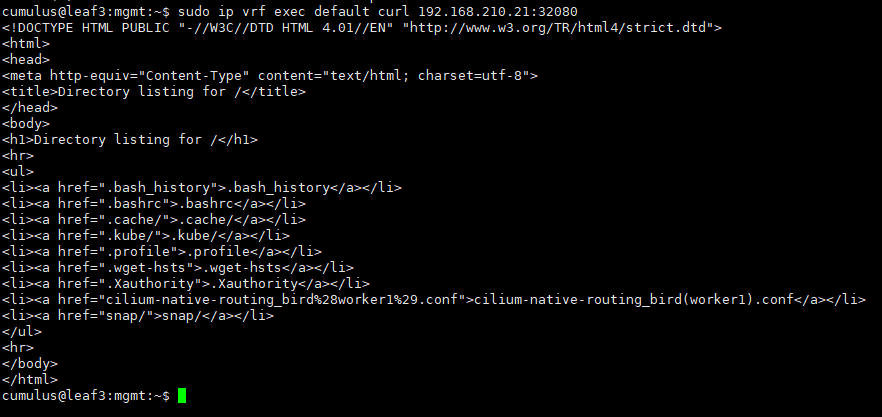 cumulus@leaf3:mgmt:~$ sudo ip vrf exec default curl 192.168.210.21:32080
<!DOCTYPE HTML PUBLIC "-//W3C//DTD HTML 4.01//EN" "http://www.w3.org/TR/html4/strict.dtd">
<html>
<head>
<meta http-equiv="Content-Type" content="text/html; charset=utf-8">
<title>Directory listing for /</title>
</head>
<body>
<h1>Directory listing for /</h1>
<hr>
<ul>
<li><a href=".bash_history">.bash_history</a></li>
<li><a href=".bashrc">.bashrc</a></li>
<li><a href=".cache/">.cache/</a></li>
<li><a href=".kube/">.kube/</a></li>
<li><a href=".profile">.profile</a></li>
<li><a href=".wget-hsts">.wget-hsts</a></li>
<li><a href=".Xauthority">.Xauthority</a></li>
<li><a href="cilium-native-routing_bird%28worker1%29.conf">cilium-native-routing_bird(worker1).conf</a></li>
<li><a href="snap/">snap/</a></li>
</ul>
<hr>
</body>
</html>
cumulus@leaf3:mgmt:~$